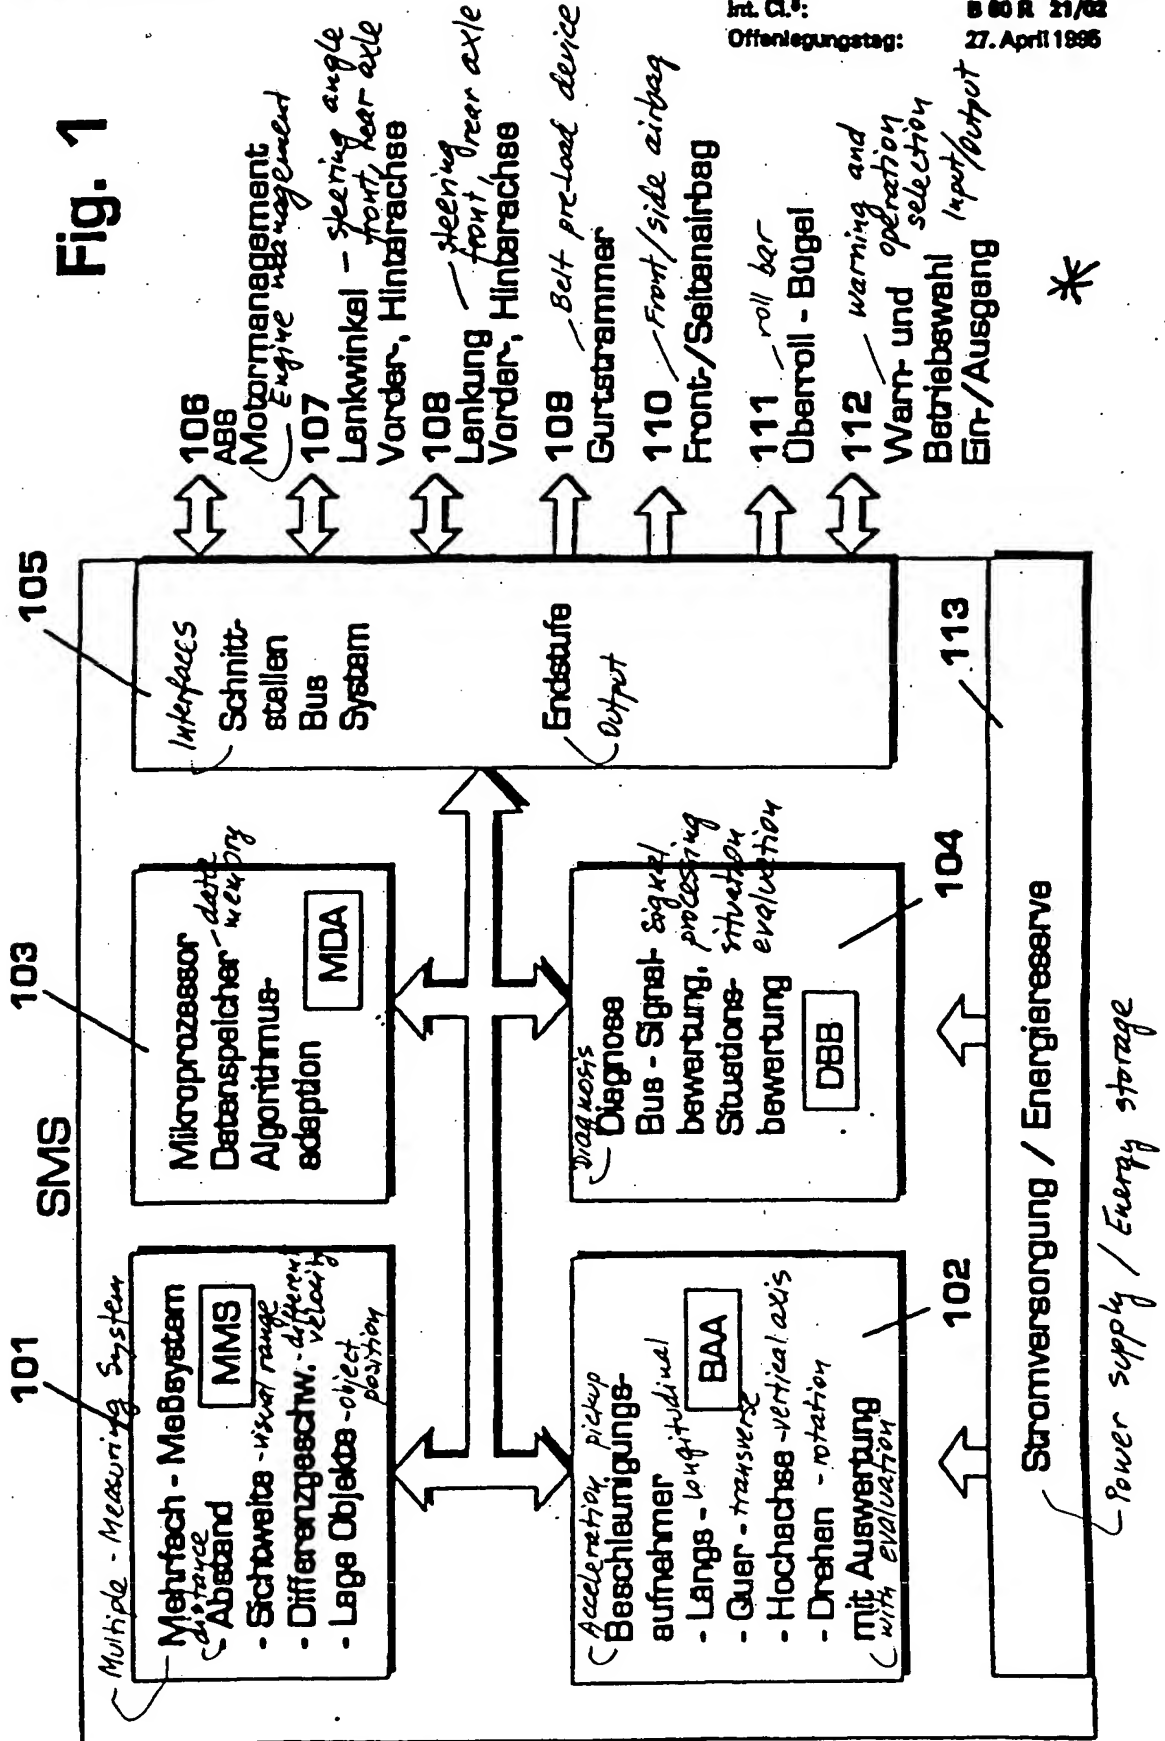 Int. Cl.⁶: B 60 R 21/02
Offenlegungstag: 27. April 1995
Fig. 1
SMS
101
Multiple-Measuring System
Mehrfach - Meßsystem
distance
- Abstand
MMS
- Sichtweite - visual range
- Differenzgeschw. - different velocity
- Lage Objekte - object position
103
Mikroprozessor
Datenspeicher - data memory
Algorithmus-
adaption
MDA
105
Interfaces
Schnitt-
stellen
Bus
System
Endstufe
Output
106
ABS
Motormanagement
Engine management
107
Lenkwinkel - steering angle
Vorder-, Hinterachse front, rear axle
108
Lenkung - steering
Vorder-, Hinterachse front, rear axle
109
Gurtstrammer
Belt pre-load device
110
Front-/Seitenairbag
Front/side airbag
111
roll bar
Überroll - Bügel
112
warning and
Warn- und operation
Betriebswahl selection
Ein-/Ausgang Input/Output
*
102
Acceleration pickup
Beschleunigungs-
aufnehmer
BAA
- Längs - longitudinal
- Quer - transverse
- Hochachse - vertical axis
- Drehen - rotation
mit Auswertung
with evaluation
104
Diagnosis
Diagnose
Bus - Signal- signal
bewertung, processing
Situations- situation
bewertung evaluation
DBB
113
Stromversorgung / Energiereserve
Power supply / Energy storage